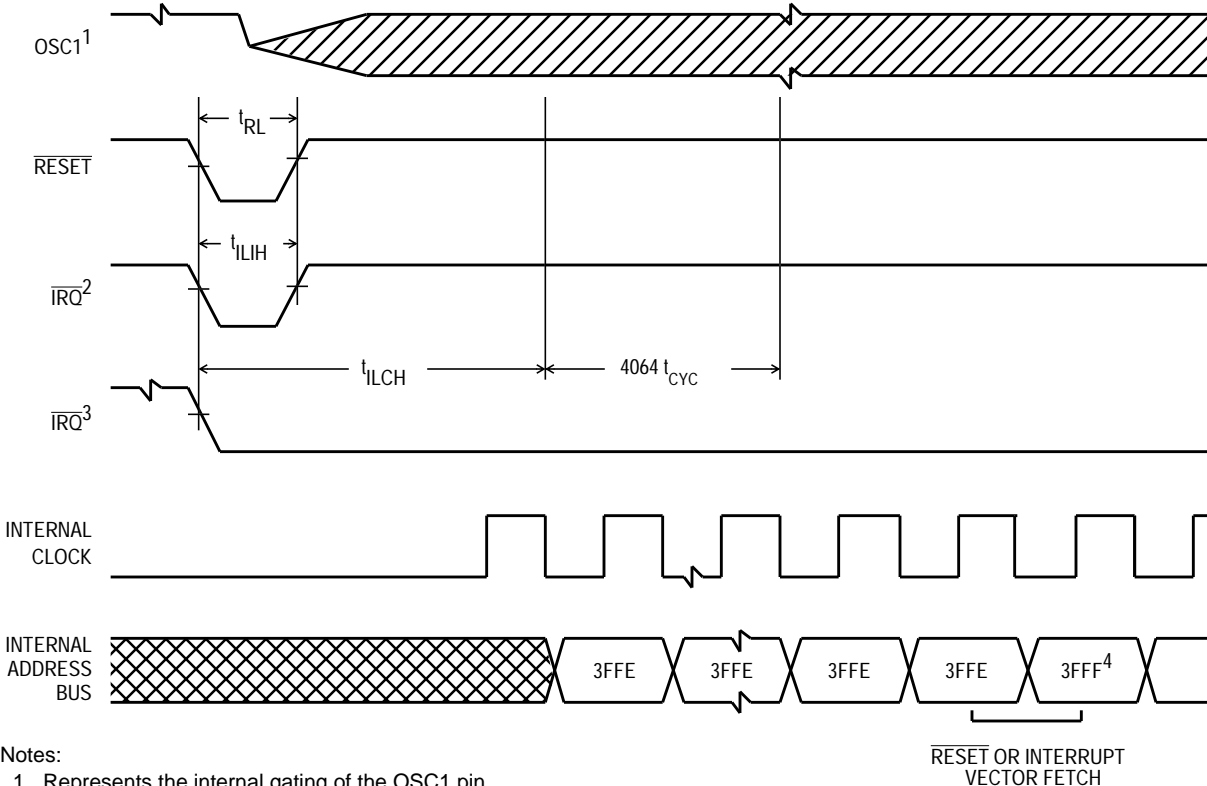 OSC1¹
t_RL
RESET
t_ILIH
IRQ²
t_ILCH
4064 t_CYC
IRQ³
INTERNAL
CLOCK
INTERNAL
ADDRESS
BUS
3FFE
3FFE
3FFE
3FFE
3FFF⁴
RESET OR INTERRUPT
VECTOR FETCH
Notes:
1. Represents the internal gating of the OSC1 pin